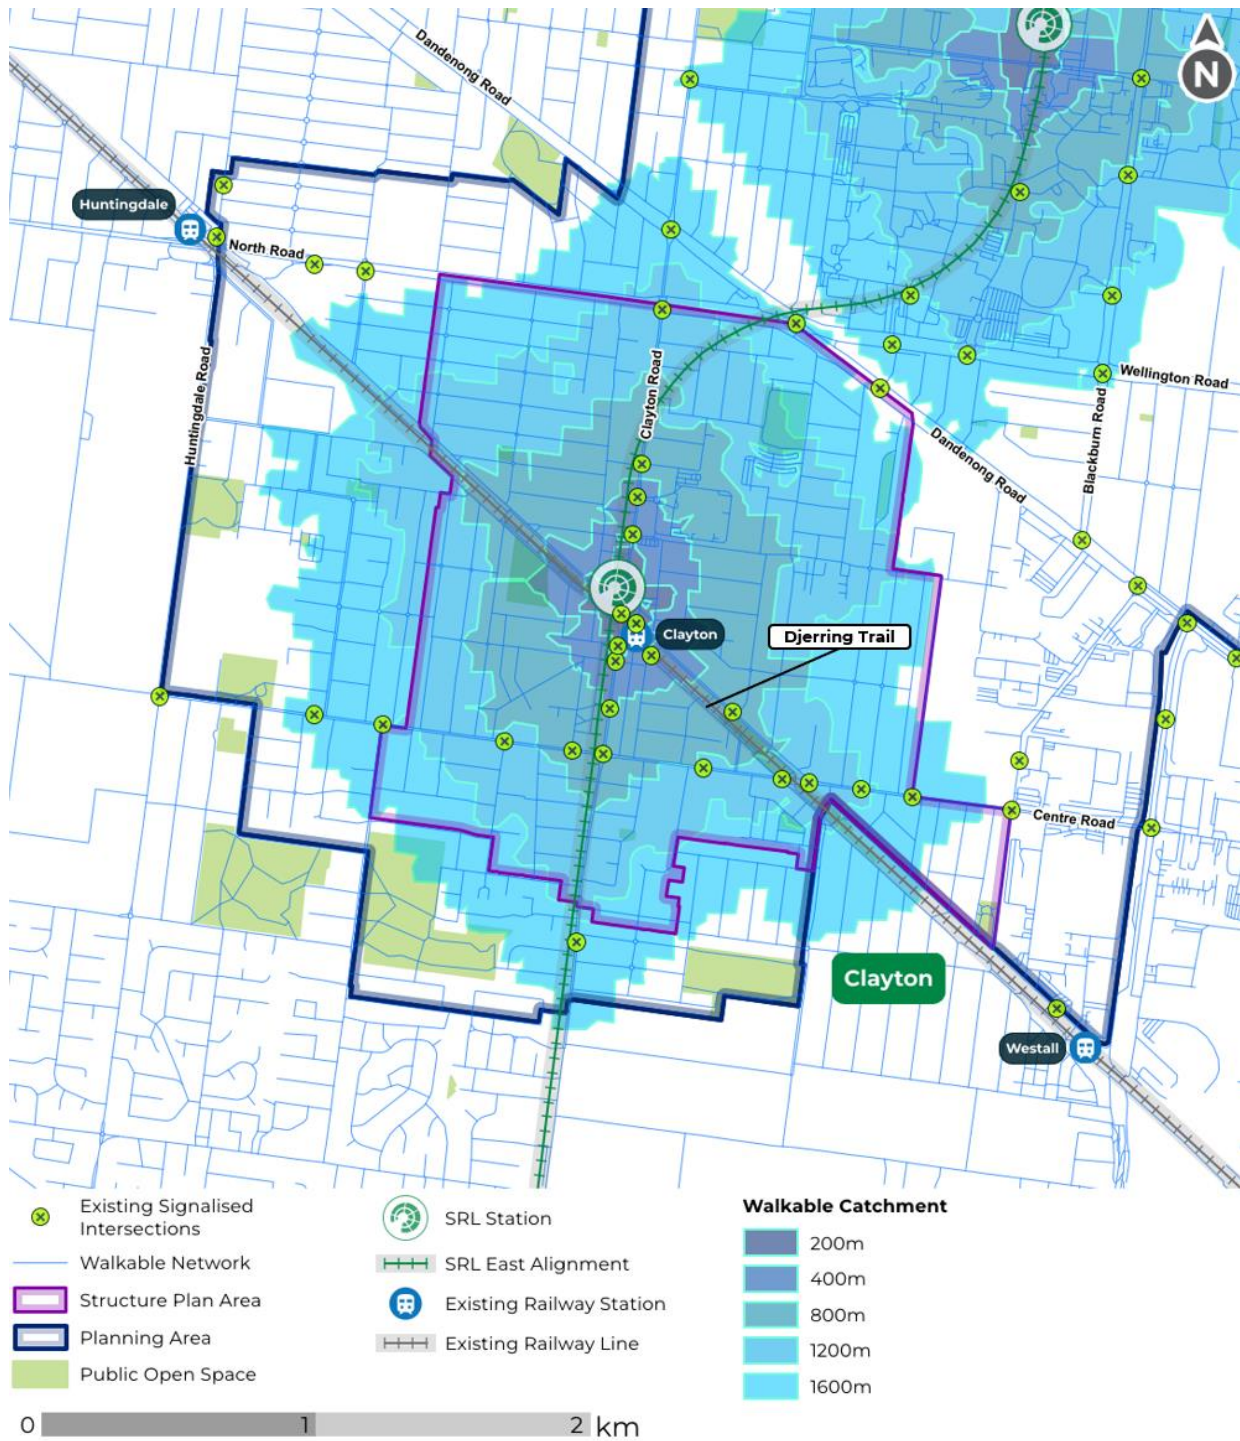 Dandenong Road
N
Huntingdale
North Road
Huntingdale Road
Clayton Road
Wellington Road
Blackburn Road
Dandenong Road
Clayton
Djerring Trail
Centre Road
Clayton
Westall
Existing Signalised
Intersections
Walkable Network
Structure Plan Area
Planning Area
Public Open Space
SRL Station
SRL East Alignment
Existing Railway Station
Existing Railway Line
Walkable Catchment
200m
400m
800m
1200m
1600m
0 1 2 km